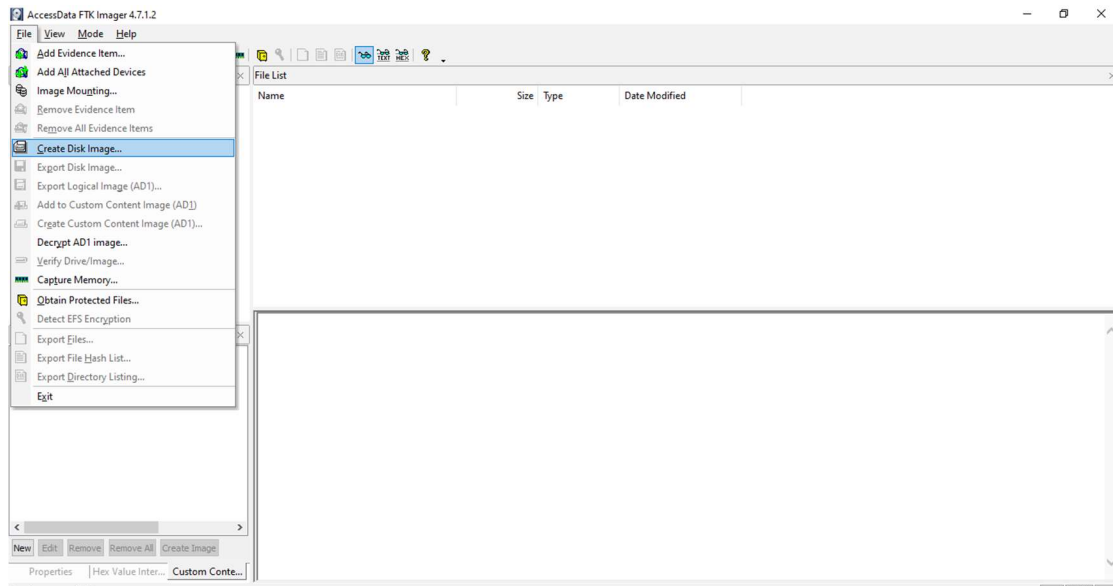 AccessData FTK Imager 4.7.1.2
File View Mode Help
Add Evidence Item...
Add All Attached Devices
Image Mounting...
Remove Evidence Item
Remove All Evidence Items
Create Disk Image...
Export Disk Image...
Export Logical Image (AD1)...
Add to Custom Content Image (AD1)
Create Custom Content Image (AD1)...
Decrypt AD1 image...
Verify Drive/Image...
Capture Memory...
Obtain Protected Files...
Detect EFS Encryption
Export Files...
Export File Hash List...
Export Directory Listing...
Exit
TEXT HEX
File List
Name Size Type Date Modified
New Edit Remove Remove All Create Image
Properties Hex Value Inter... Custom Conte...